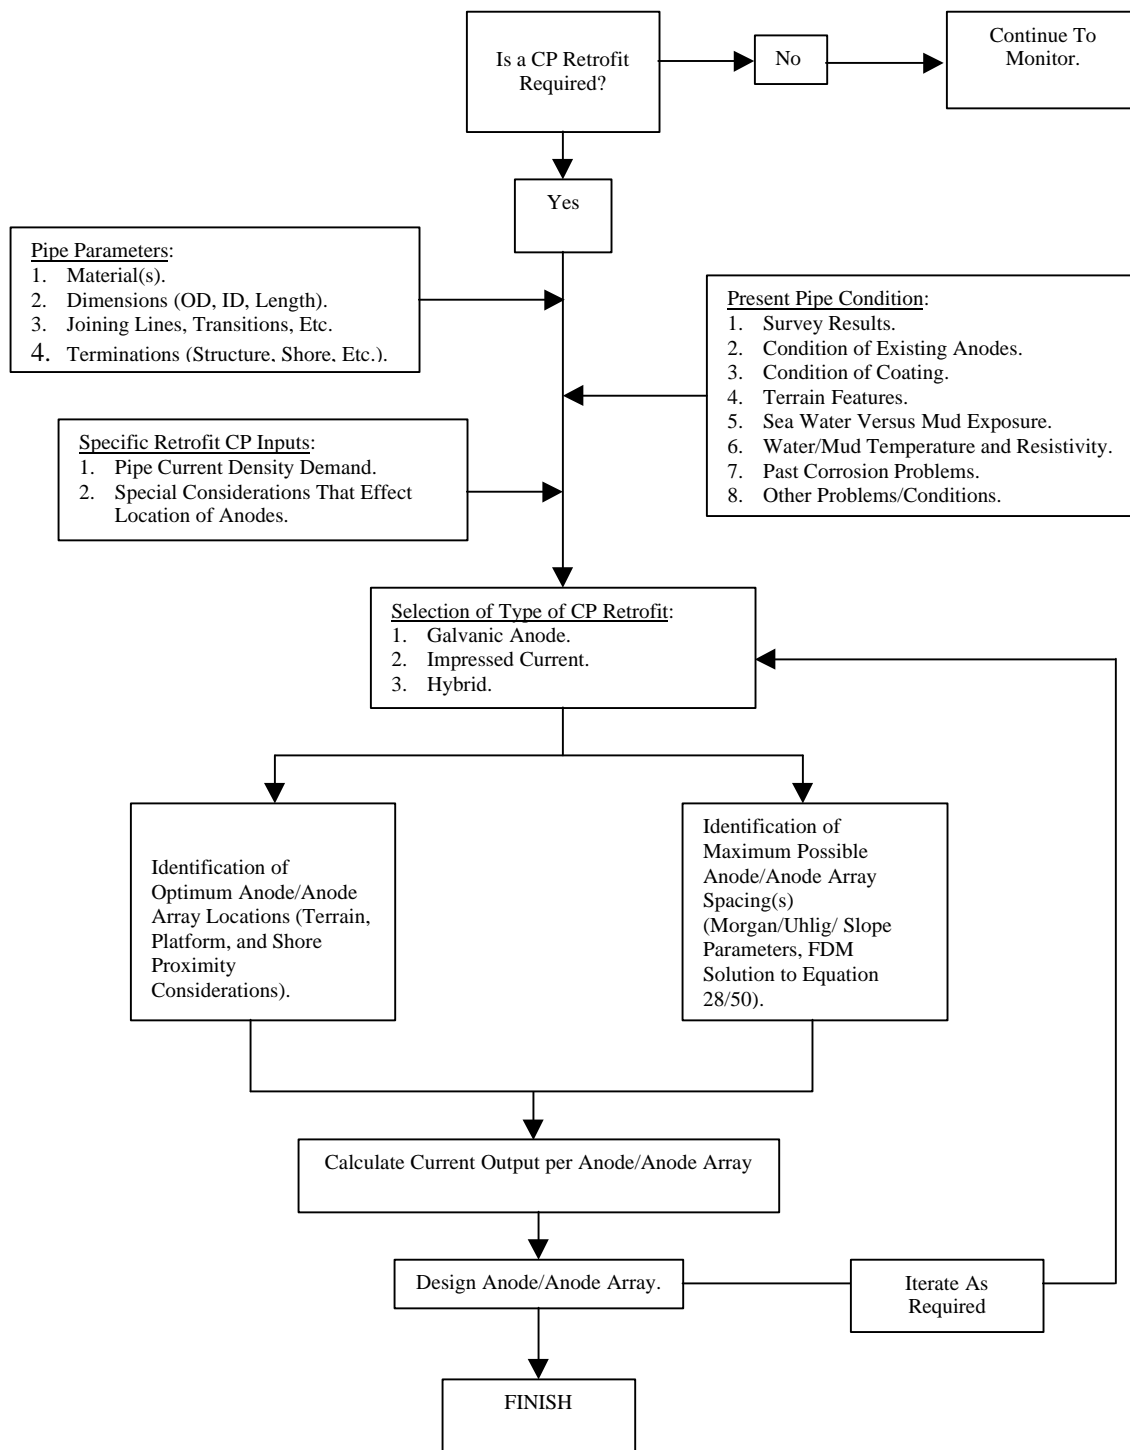 Is a CP Retrofit
Required?
No
Continue To
Monitor.
Yes
Pipe Parameters:
1. Material(s).
2. Dimensions (OD, ID, Length).
3. Joining Lines, Transitions, Etc.
4. Terminations (Structure, Shore, Etc.).
Present Pipe Condition:
1. Survey Results.
2. Condition of Existing Anodes.
3. Condition of Coating.
4. Terrain Features.
5. Sea Water Versus Mud Exposure.
6. Water/Mud Temperature and Resistivity.
7. Past Corrosion Problems.
8. Other Problems/Conditions.
Specific Retrofit CP Inputs:
1. Pipe Current Density Demand.
2. Special Considerations That Effect
Location of Anodes.
Selection of Type of CP Retrofit:
1. Galvanic Anode.
2. Impressed Current.
3. Hybrid.
Identification of
Optimum Anode/Anode
Array Locations (Terrain,
Platform, and Shore
Proximity
Considerations).
Identification of
Maximum Possible
Anode/Anode Array
Spacing(s)
(Morgan/Uhlig/ Slope
Parameters, FDM
Solution to Equation
28/50).
Calculate Current Output per Anode/Anode Array
Design Anode/Anode Array.
Iterate As
Required
FINISH